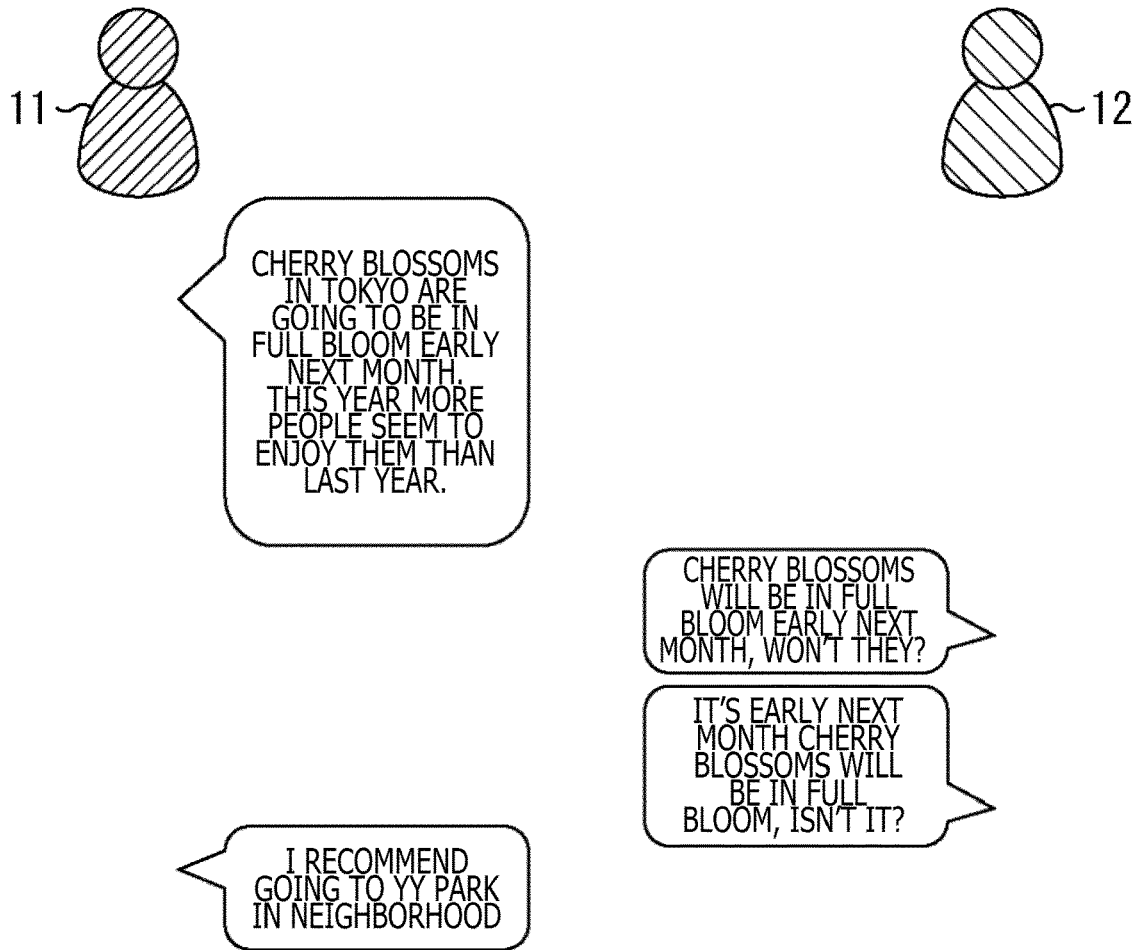 11
12
CHERRY BLOSSOMS
IN TOKYO ARE
GOING TO BE IN
FULL BLOOM EARLY
NEXT MONTH.
THIS YEAR MORE
PEOPLE SEEM TO
ENJOY THEM THAN
LAST YEAR.
CHERRY BLOSSOMS
WILL BE IN FULL
BLOOM EARLY NEXT
MONTH, WON'T THEY?
IT'S EARLY NEXT
MONTH CHERRY
BLOSSOMS WILL
BE IN FULL
BLOOM, ISN'T IT?
I RECOMMEND
GOING TO YY PARK
IN NEIGHBORHOOD